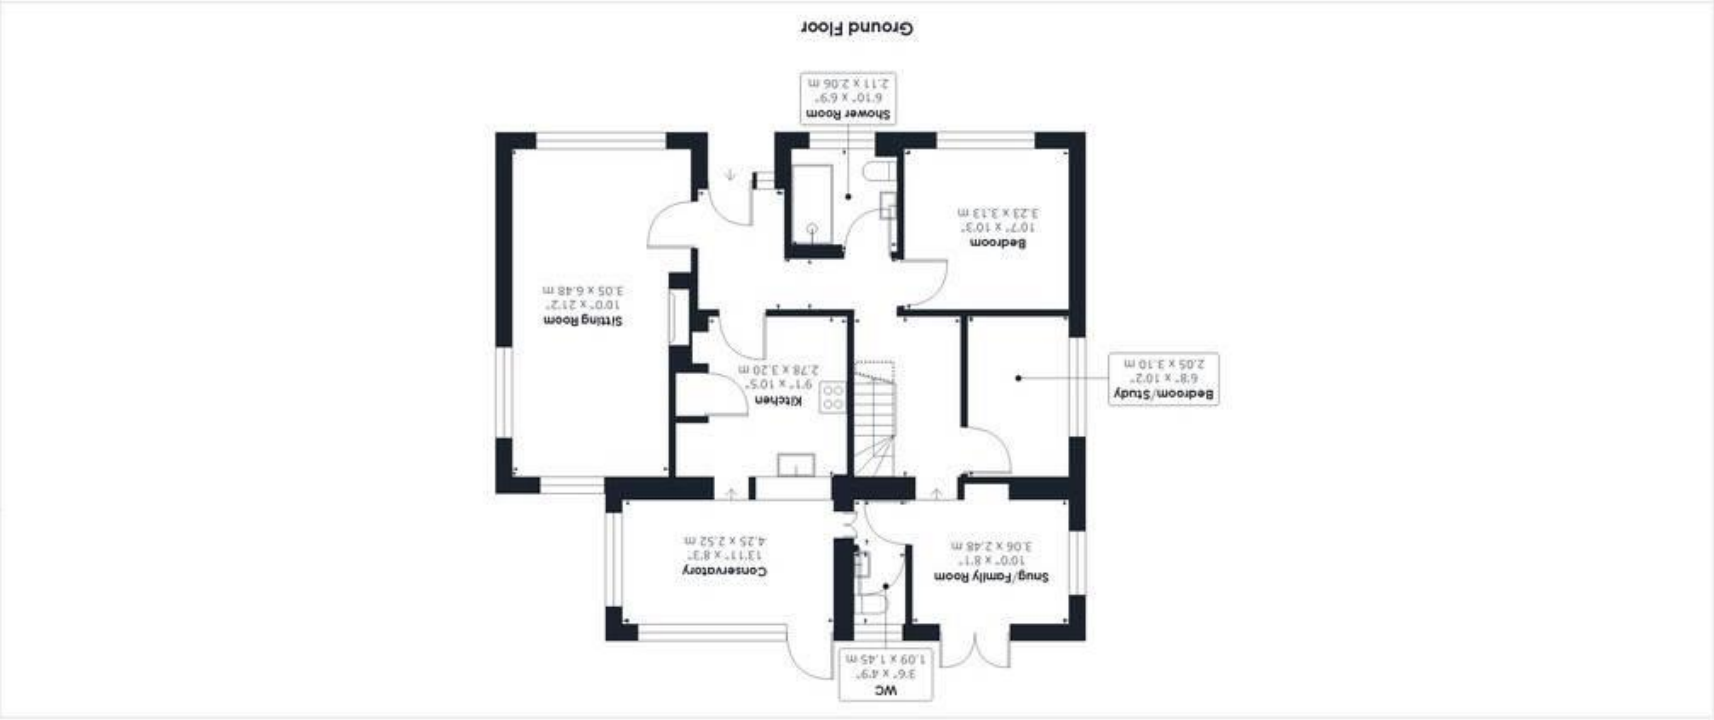 WC
3'6" x 4'9"
1.09 x 1.45 m
Snug/Family Room
10'0" x 8'1"
3.06 x 2.48 m
Conservatory
13'11" x 8'3"
4.25 x 2.52 m
Bedroom/Study
6'8" x 10'2"
2.05 x 3.10 m
Kitchen
9'1" x 10'5"
2.78 x 3.20 m
Sitting Room
10'0" x 21'2"
3.05 x 6.48 m
Bedroom
10'7" x 10'3"
3.23 x 3.13 m
Shower Room
6'10" x 6'9"
2.11 x 2.06 m
Ground Floor